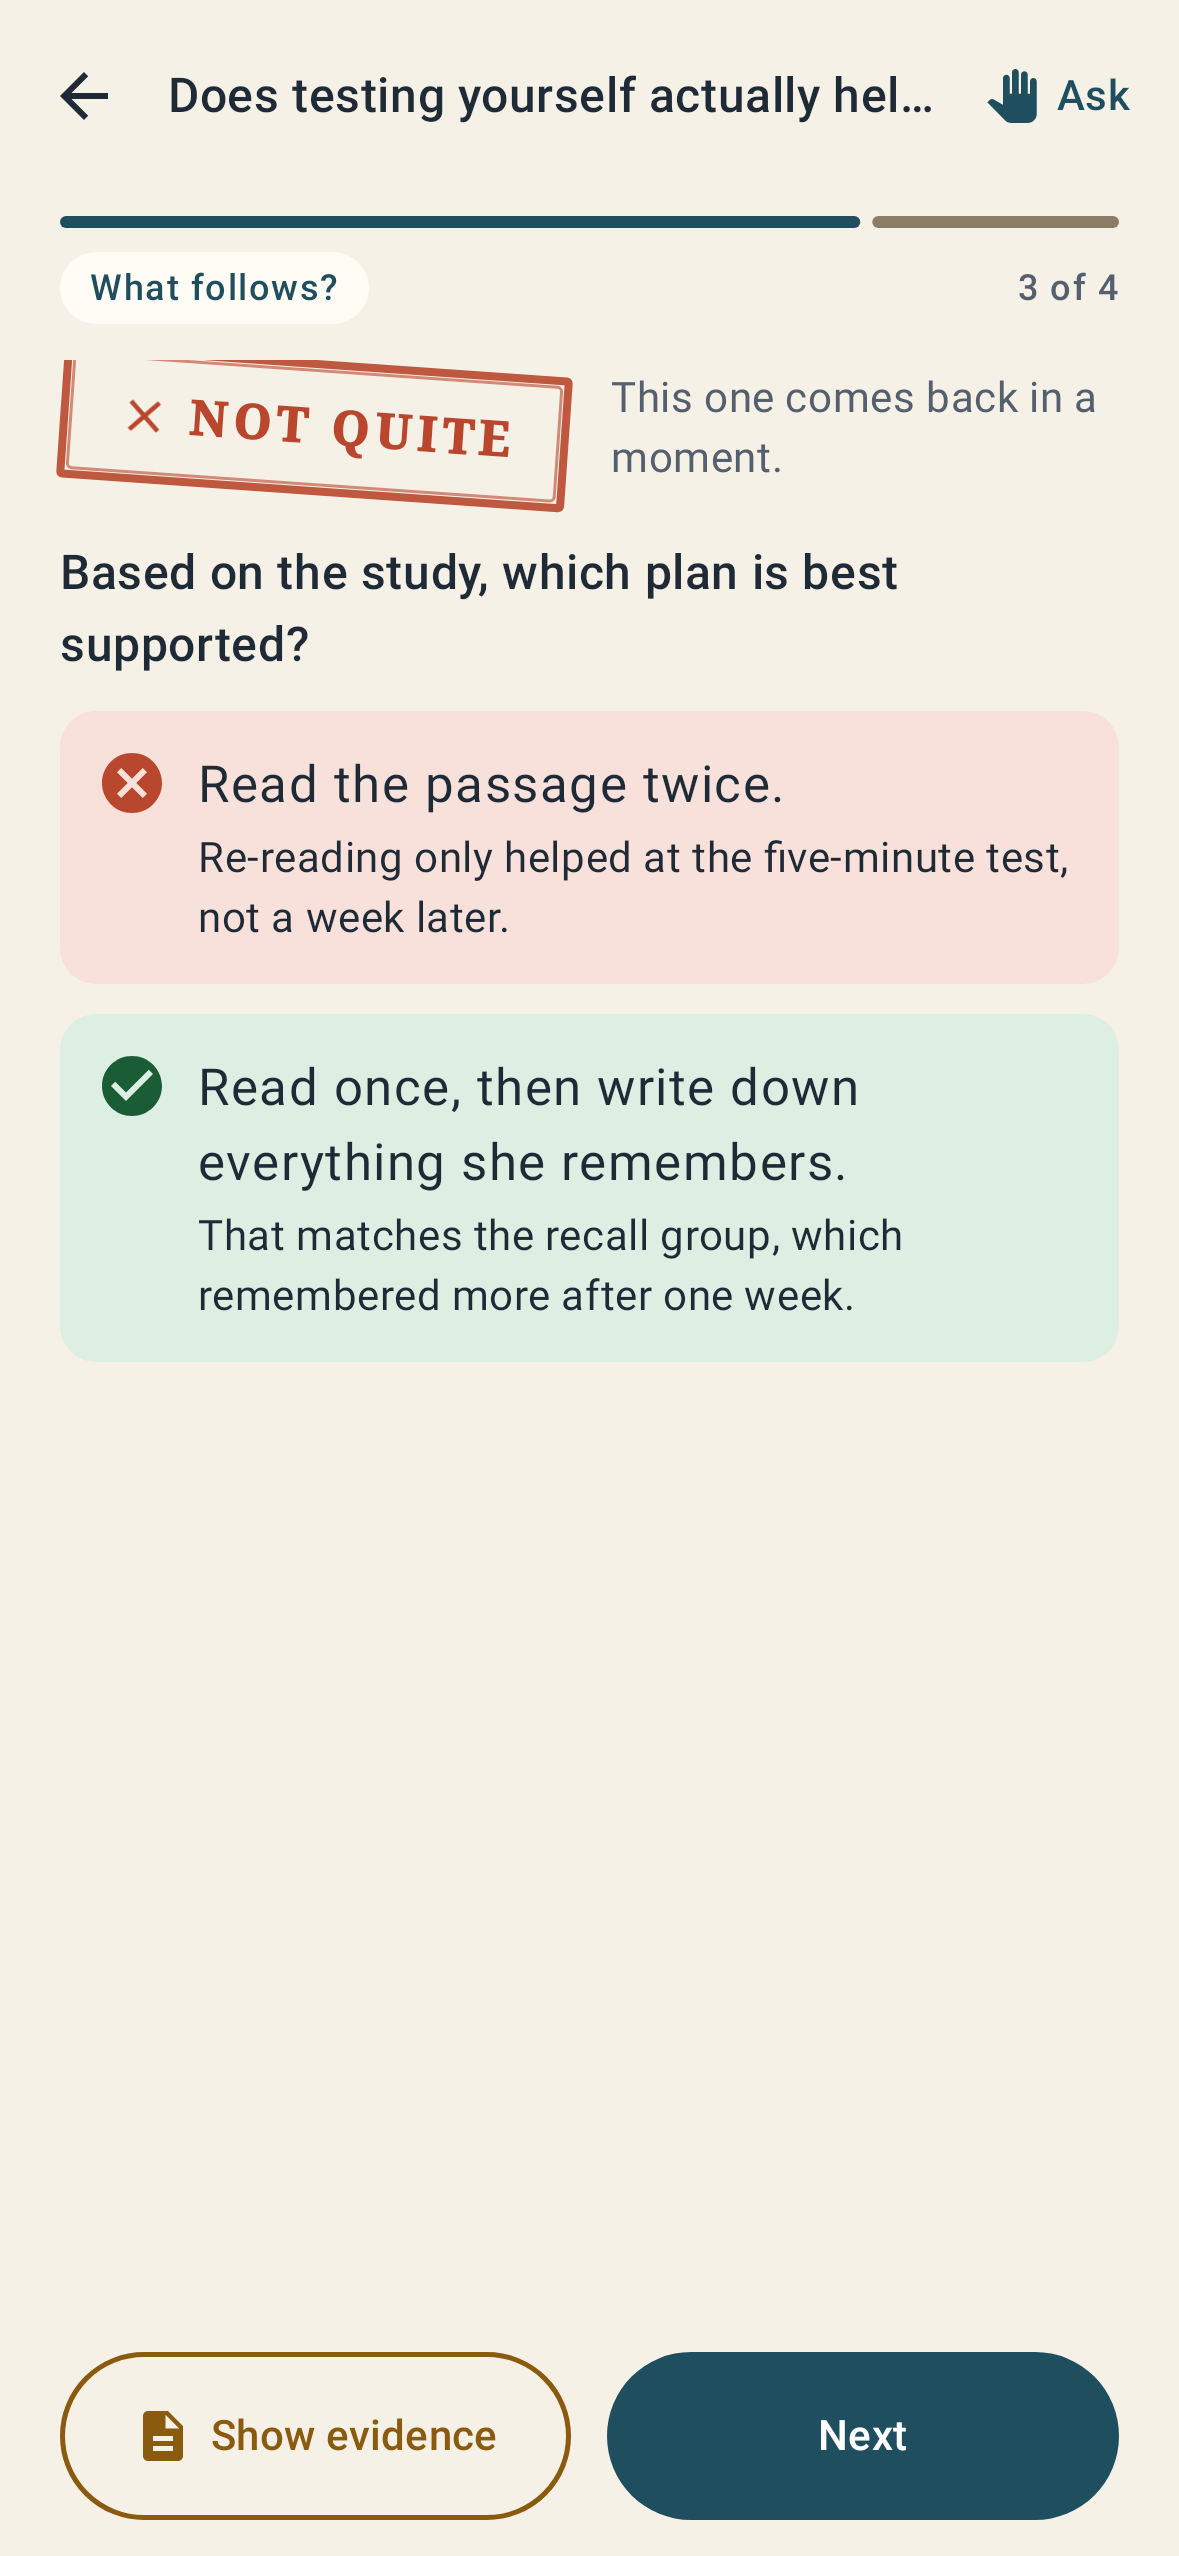 Does testing yourself actually hel…
Ask
What follows?
3 of 4
NOT QUITE
This one comes back in a
moment.
Based on the study, which plan is best
supported?
Read the passage twice.
Re-reading only helped at the five-minute test,
not a week later.
Read once, then write down
everything she remembers.
That matches the recall group, which
remembered more after one week.
Show evidence
Next